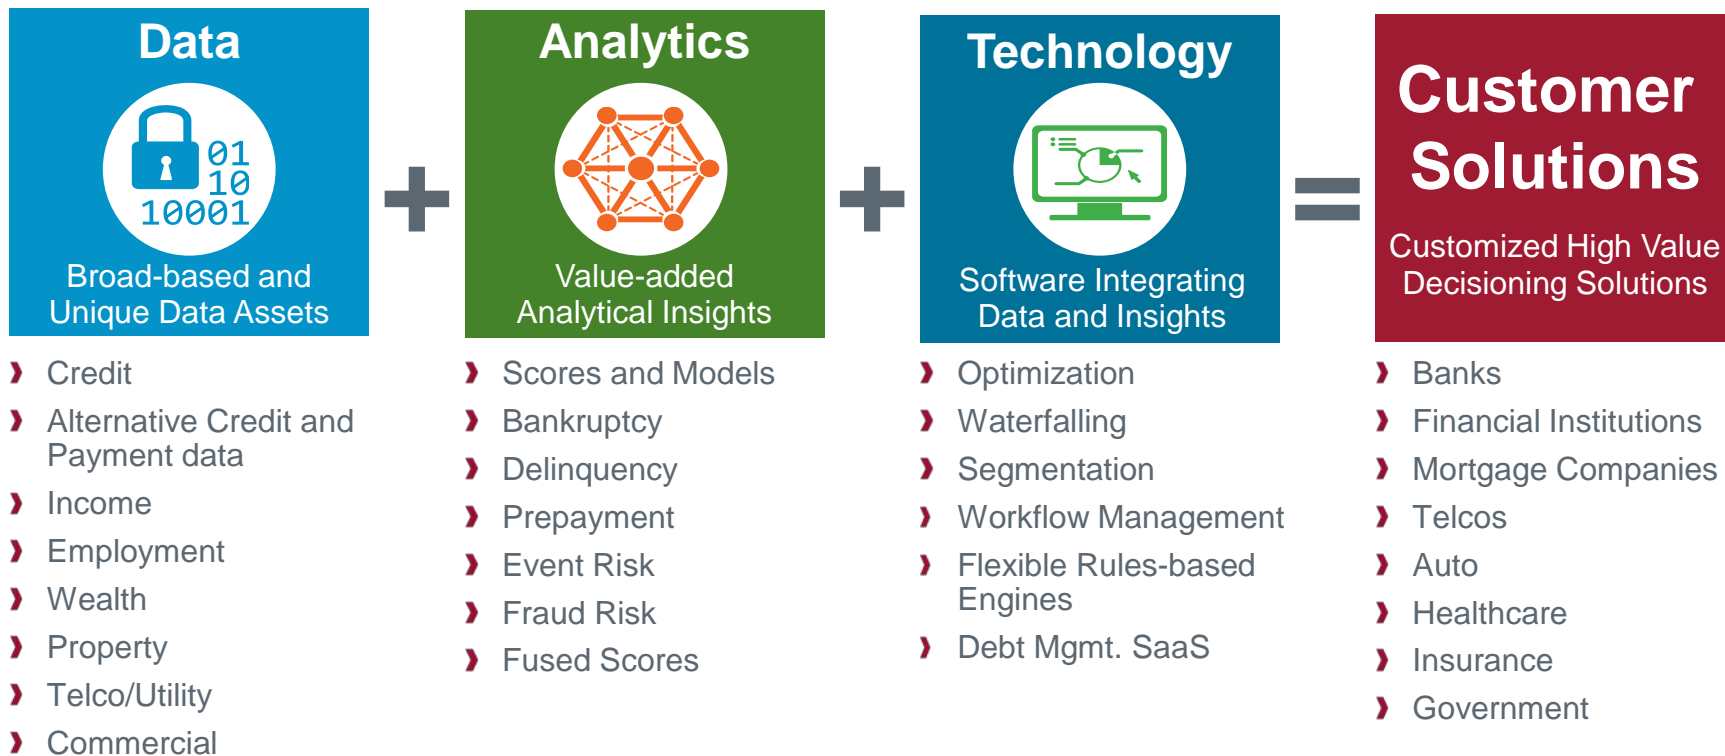 Data
01
10
10001
Broad-based and
Unique Data Assets
Credit
Alternative Credit and
Payment data
Income
Employment
Wealth
Property
Telco/Utility
Commercial
+
Analytics
Value-added
Analytical Insights
Scores and Models
Bankruptcy
Delinquency
Prepayment
Event Risk
Fraud Risk
Fused Scores
+
Technology
Software Integrating
Data and Insights
Optimization
Waterfalling
Segmentation
Workflow Management
Flexible Rules-based
Engines
Debt Mgmt. SaaS
=
Customer
Solutions
Customized High Value
Decisioning Solutions
Banks
Financial Institutions
Mortgage Companies
Telcos
Auto
Healthcare
Insurance
Government